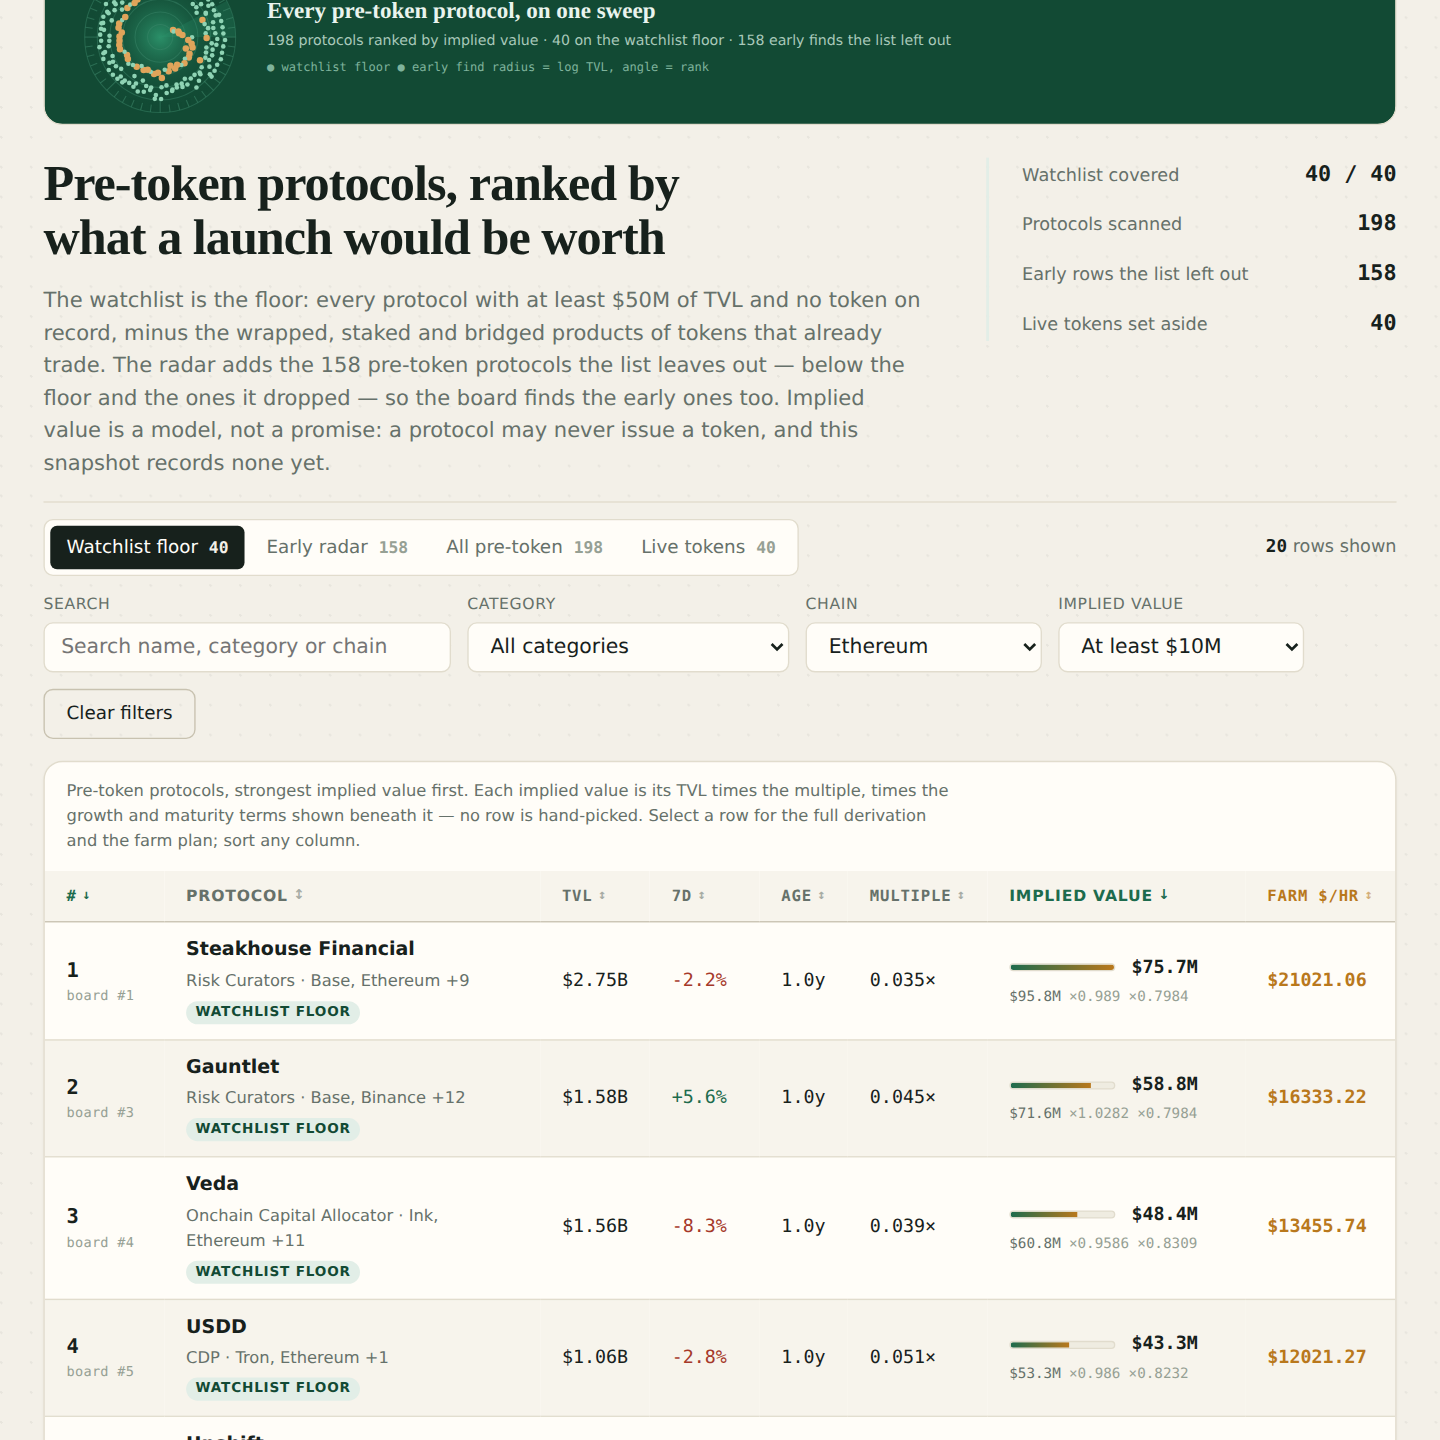 Every pre-token protocol, on one sweep
198 protocols ranked by implied value · 40 on the watchlist floor · 158 early finds the list left out
● watchlist floor ● early find radius = log TVL, angle = rank
Pre-token protocols, ranked by
what a launch would be worth
The watchlist is the floor: every protocol with at least $50M of TVL and no token on
record, minus the wrapped, staked and bridged products of tokens that already
trade. The radar adds the 158 pre-token protocols the list leaves out — below the
floor and the ones it dropped — so the board finds the early ones too. Implied
value is a model, not a promise: a protocol may never issue a token, and this
snapshot records none yet.
Watchlist covered 40 / 40
Protocols scanned 198
Early rows the list left out 158
Live tokens set aside 40
Watchlist floor 40 Early radar 158 All pre-token 198 Live tokens 40
20 rows shown
SEARCH CATEGORY CHAIN IMPLIED VALUE
Search name, category or chain All categories Ethereum At least $10M
Clear filters
Pre-token protocols, strongest implied value first. Each implied value is its TVL times the multiple, times the
growth and maturity terms shown beneath it — no row is hand-picked. Select a row for the full derivation
and the farm plan; sort any column.
# ↓ PROTOCOL ↕ TVL ↕ 7D ↕ AGE ↕ MULTIPLE ↕ IMPLIED VALUE ↓ FARM $/HR ↕
1
board #1
Steakhouse Financial
Risk Curators · Base, Ethereum +9
WATCHLIST FLOOR
$2.75B -2.2% 1.0y 0.035× $75.7M
$95.8M ×0.989 ×0.7984
$21021.06
2
board #3
Gauntlet
Risk Curators · Base, Binance +12
WATCHLIST FLOOR
$1.58B +5.6% 1.0y 0.045× $58.8M
$71.6M ×1.0282 ×0.7984
$16333.22
3
board #4
Veda
Onchain Capital Allocator · Ink,
Ethereum +11
WATCHLIST FLOOR
$1.56B -8.3% 1.0y 0.039× $48.4M
$60.8M ×0.9586 ×0.8309
$13455.74
4
board #5
USDD
CDP · Tron, Ethereum +1
WATCHLIST FLOOR
$1.06B -2.8% 1.0y 0.051× $43.3M
$53.3M ×0.986 ×0.8232
$12021.27